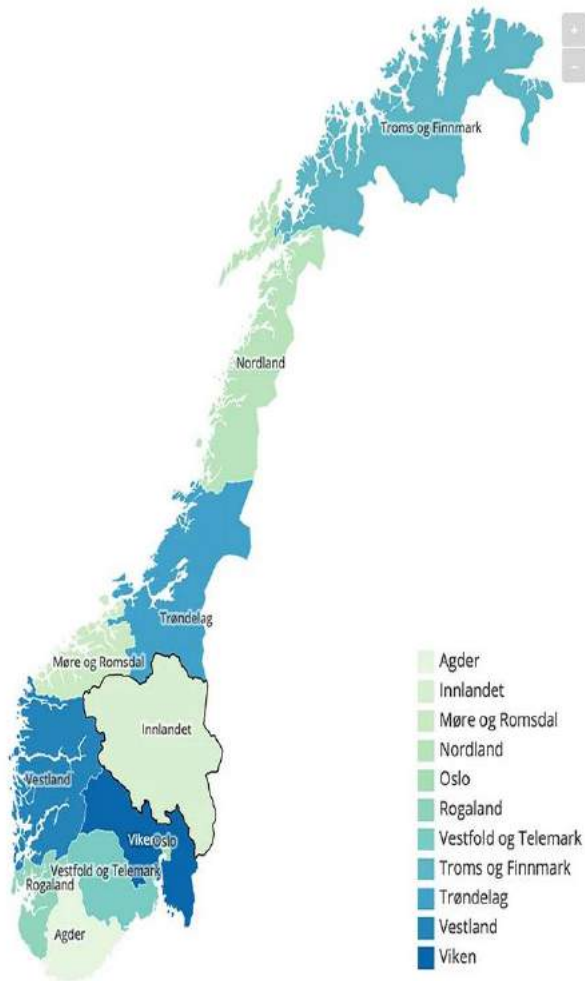 +
−
Troms og Finnmark
Nordland
Trøndelag
Møre og Romsdal
Innlandet
Vestland
Viken
Oslo
Vestfold og Telemark
Rogaland
Agder
Agder
Innlandet
Møre og Romsdal
Nordland
Oslo
Rogaland
Vestfold og Telemark
Troms og Finnmark
Trøndelag
Vestland
Viken